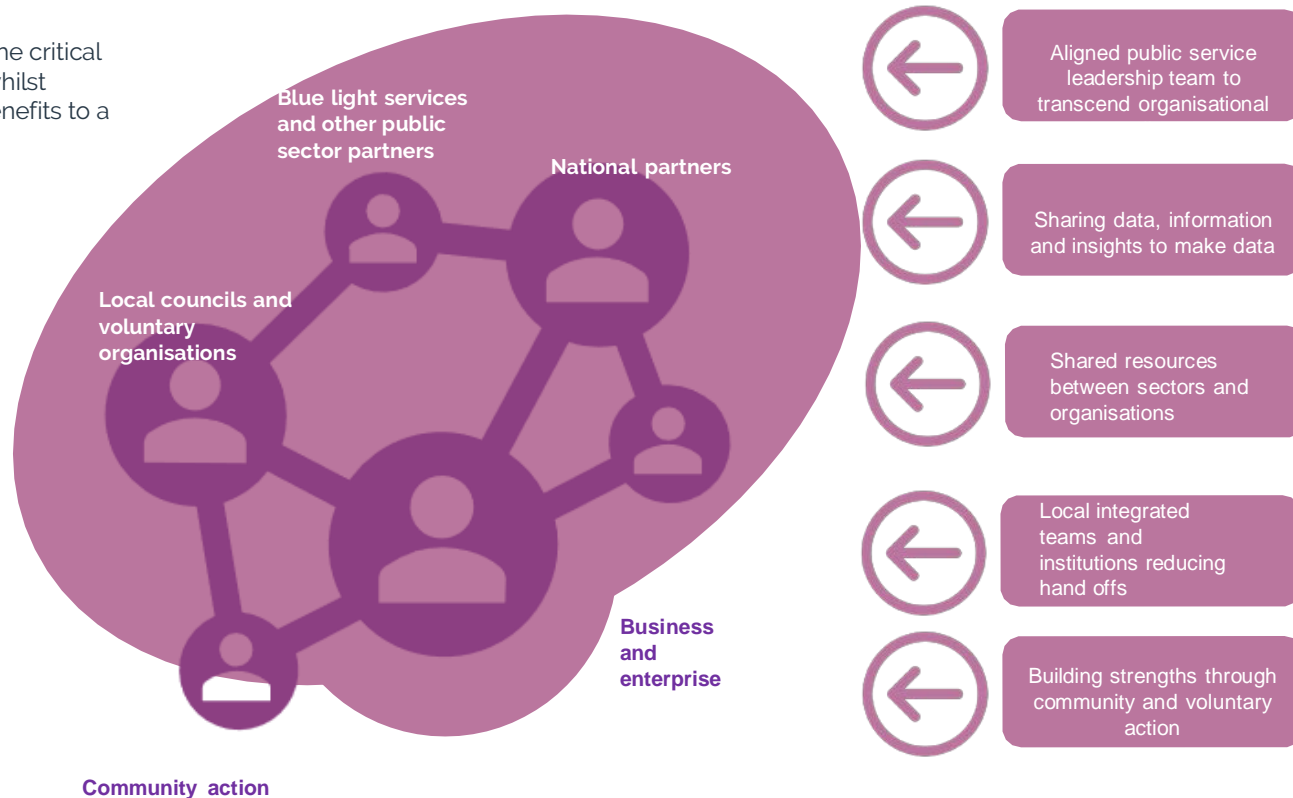 ne critical
hilst
nefits to a
Blue light services
and other public
sector partners
National partners
Local councils and
voluntary
organisations
Business
and
enterprise
Community action
Aligned public service
leadership team to
transcend organisational
Sharing data, information
and insights to make data
Shared resources
between sectors and
organisations
Local integrated
teams and
institutions reducing
hand offs
Building strengths through
community and voluntary
action